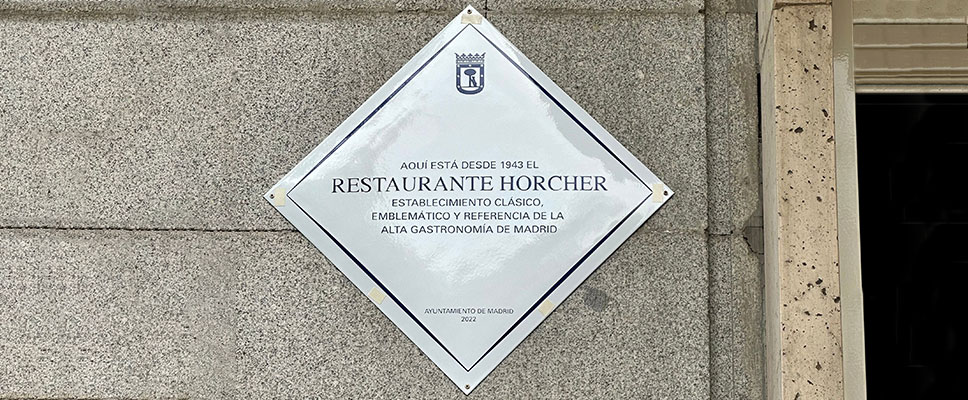 AQUÍ ESTÁ DESDE 1943 EL
RESTAURANTE HORCHER
ESTABLECIMIENTO CLÁSICO,
EMBLEMÁTICO Y REFERENCIA DE LA
ALTA GASTRONOMÍA DE MADRID
AYUNTAMIENTO DE MADRID
2022